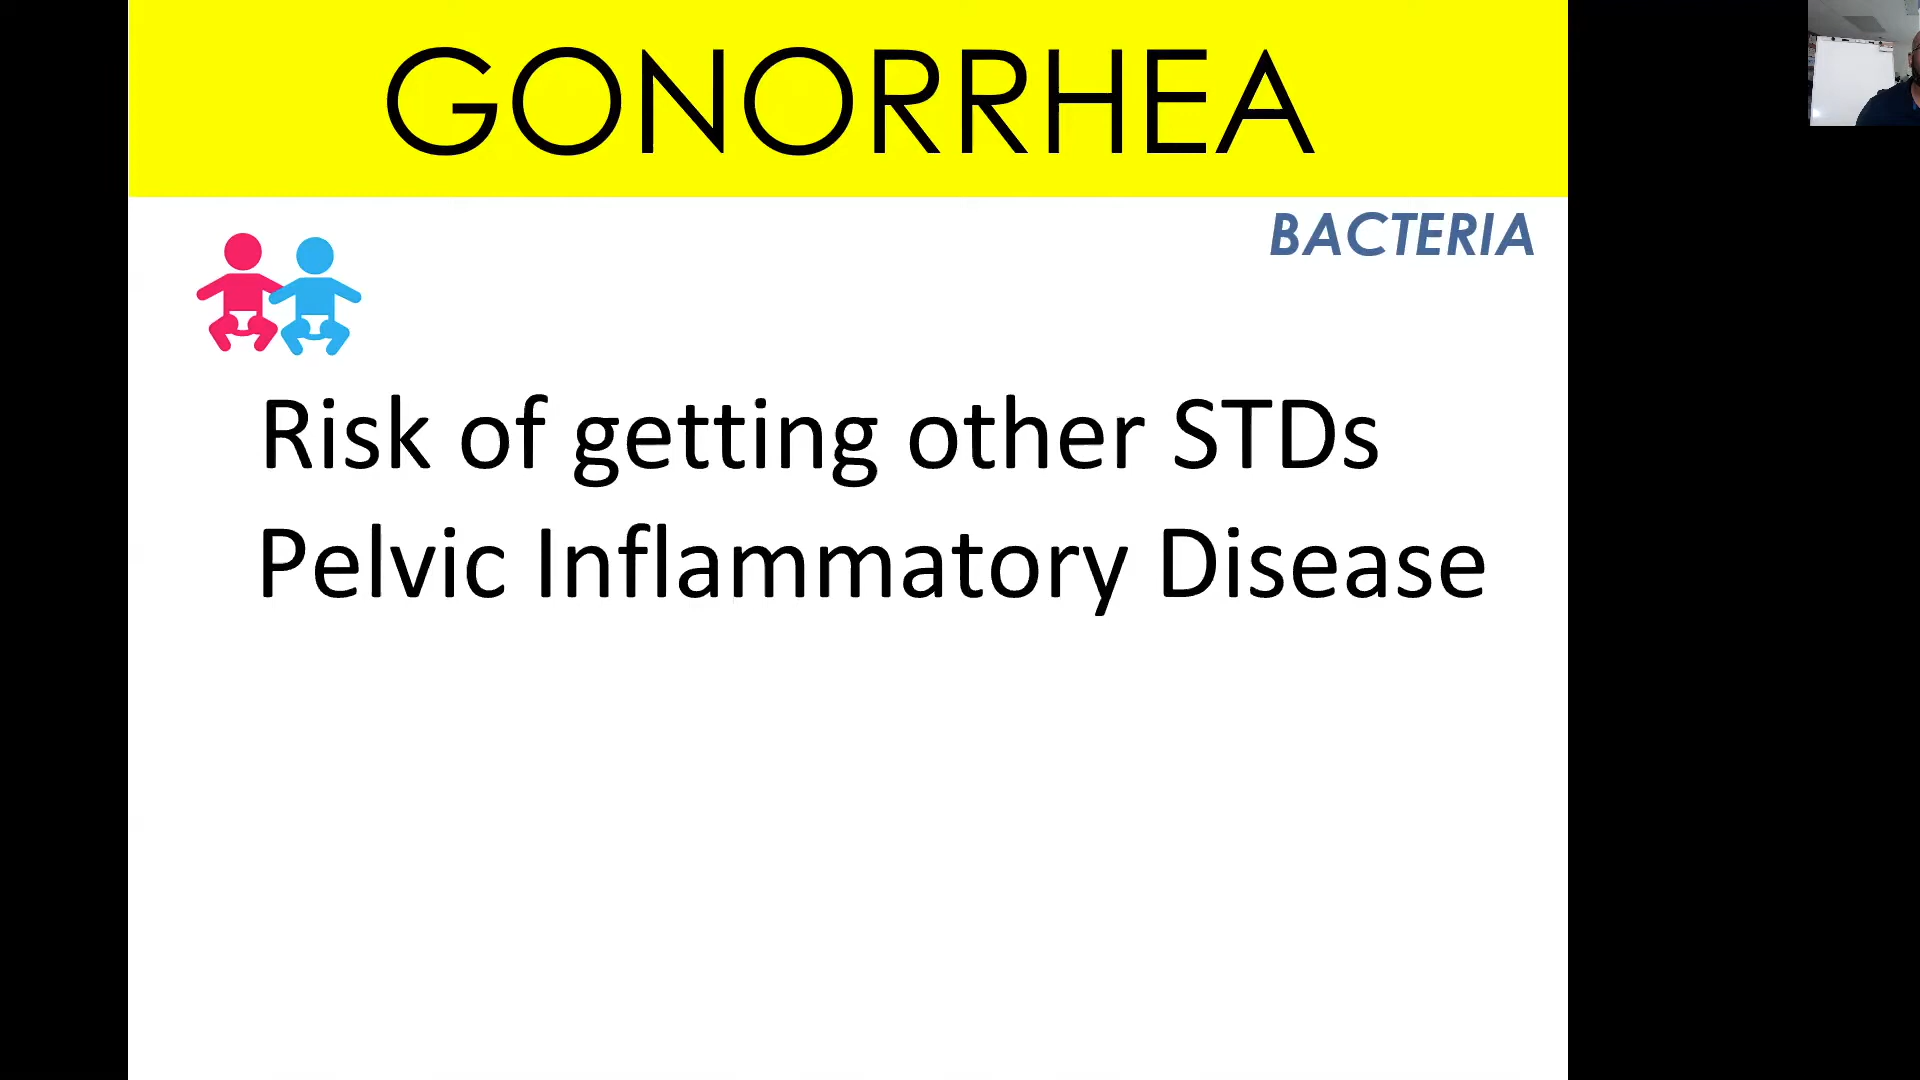 GONORRHEA
BACTERIA
Risk of getting other STDs
Pelvic Inflammatory Disease